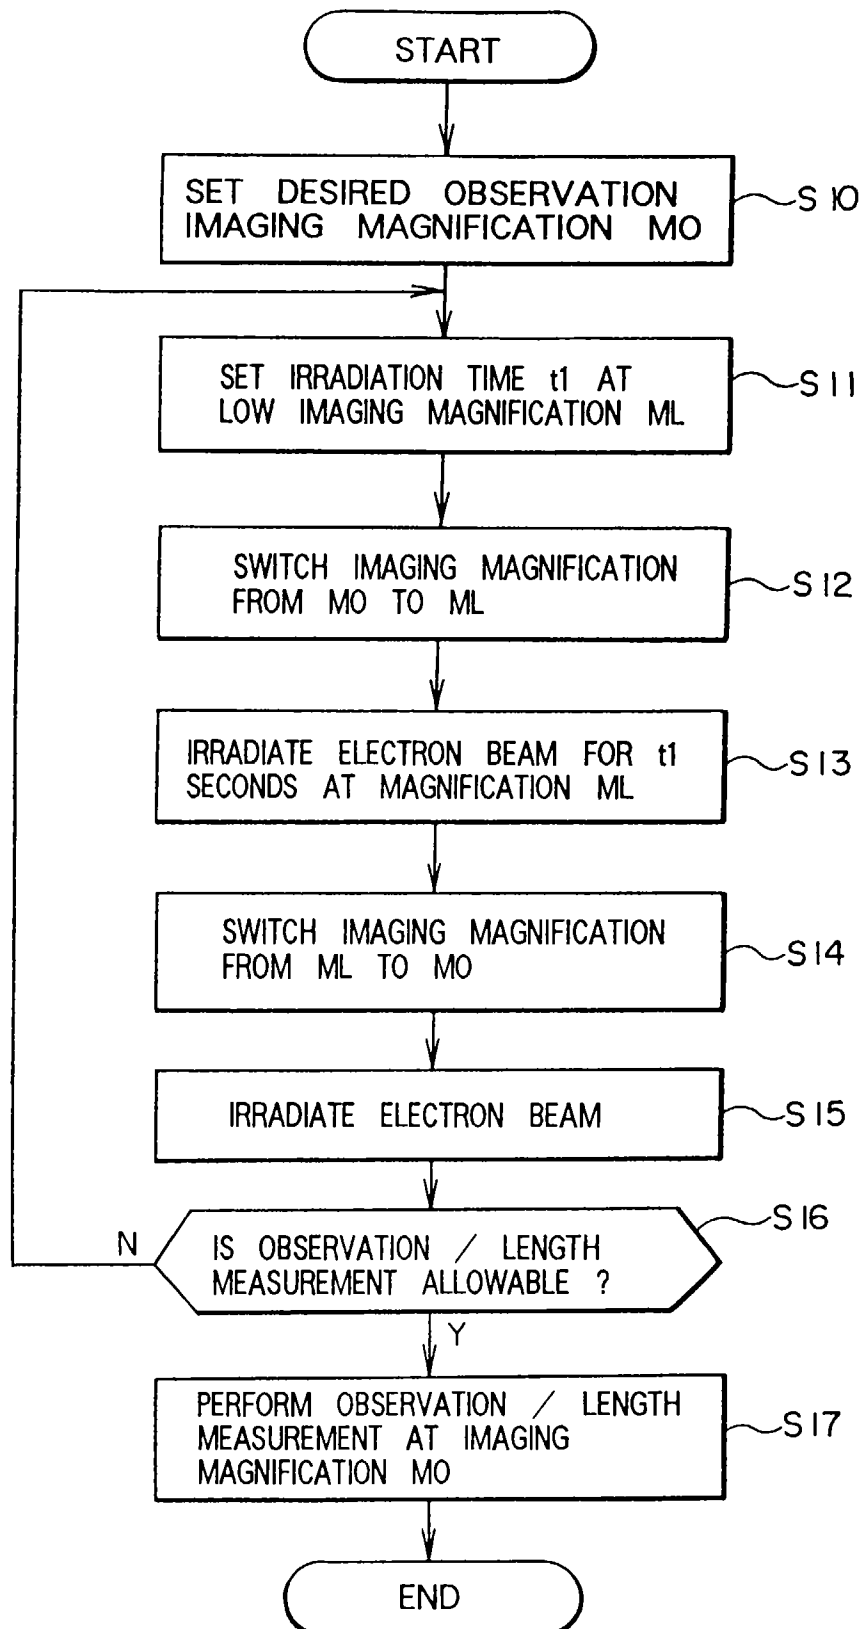 START
SET DESIRED OBSERVATION
IMAGING MAGNIFICATION MO
S10
SET IRRADIATION TIME t1 AT
LOW IMAGING MAGNIFICATION ML
S11
SWITCH IMAGING MAGNIFICATION
FROM MO TO ML
S12
IRRADIATE ELECTRON BEAM FOR t1
SECONDS AT MAGNIFICATION ML
S13
SWITCH IMAGING MAGNIFICATION
FROM ML TO MO
S14
IRRADIATE ELECTRON BEAM
S15
N
IS OBSERVATION / LENGTH
MEASUREMENT ALLOWABLE ?
S16
Y
PERFORM OBSERVATION / LENGTH
MEASUREMENT AT IMAGING
MAGNIFICATION MO
S17
END